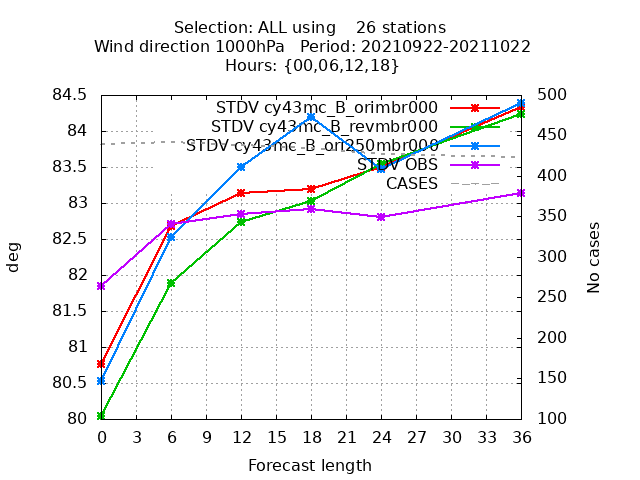 Selection: ALL using    26 stations
Wind direction 1000hPa   Period: 20210922-20211022
Hours: {00,06,12,18}
STDV cy43mc_B_orimbr000
STDV cy43mc_B_revmbr000
STDV cy43mc_B_ori250mbr000
STDV OBS
CASES
deg
84.5
84
83.5
83
82.5
82
81.5
81
80.5
80
500
450
400
350
300
250
200
150
100
No cases
0 3 6 9 12 15 18 21 24 27 30 33 36
Forecast length